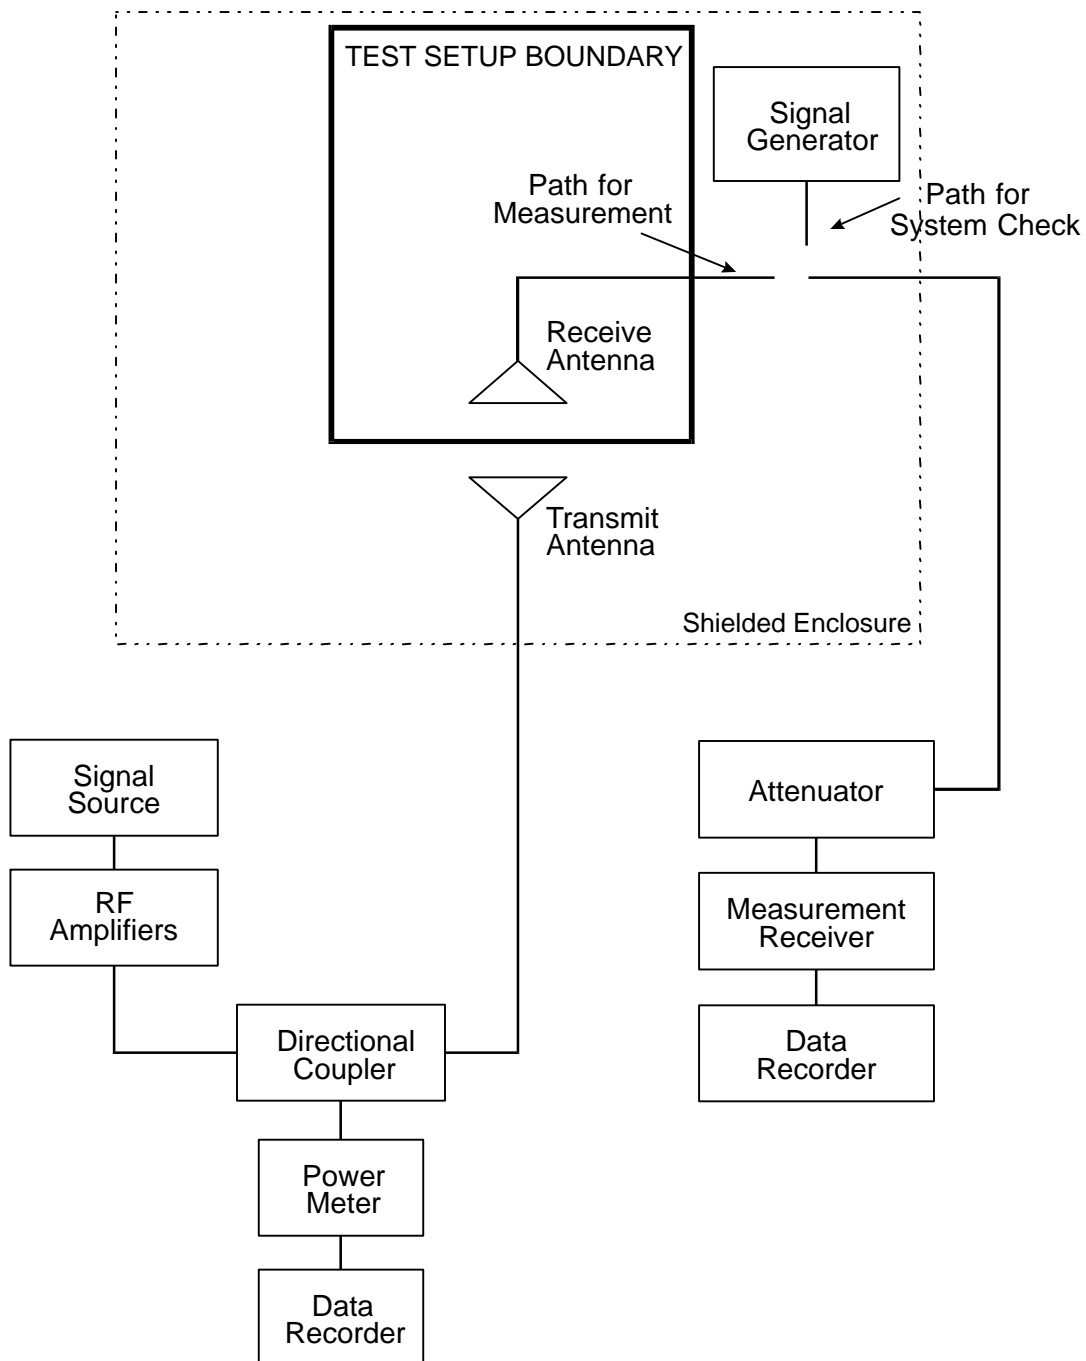 TEST SETUP BOUNDARY
Signal
Generator
Path for
Measurement
Path for
System Check
Receive
Antenna
Transmit
Antenna
Shielded Enclosure
Signal
Source
Attenuator
RF
Amplifiers
Measurement
Receiver
Directional
Coupler
Data
Recorder
Power
Meter
Data
Recorder